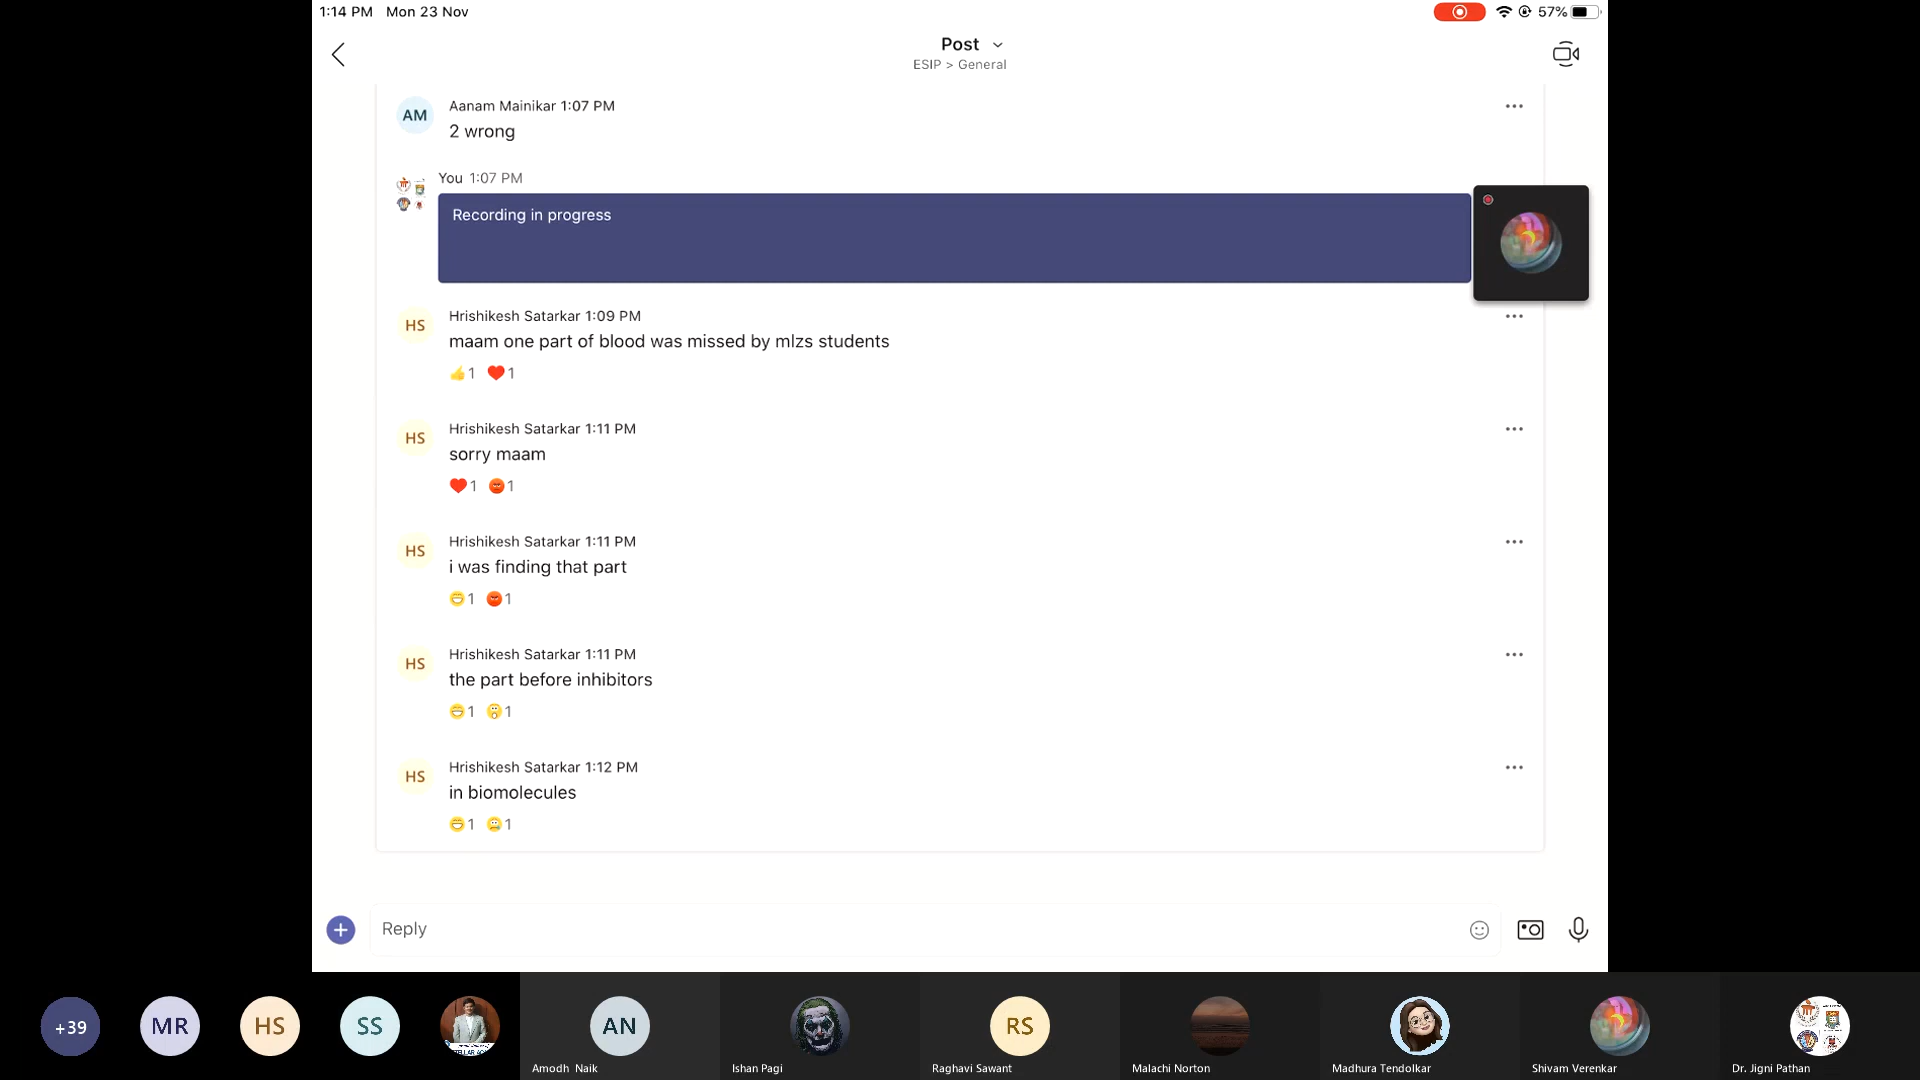 1:14 PM Mon 23 Nov
57%
Post
ESIP > General
AM
Aanam Mainikar 1:07 PM
2 wrong
You 1:07 PM
Recording in progress
HS
Hrishikesh Satarkar 1:09 PM
maam one part of blood was missed by mlzs students
1 1
HS
Hrishikesh Satarkar 1:11 PM
sorry maam
1 1
HS
Hrishikesh Satarkar 1:11 PM
i was finding that part
1 1
HS
Hrishikesh Satarkar 1:11 PM
the part before inhibitors
1 1
HS
Hrishikesh Satarkar 1:12 PM
in biomolecules
1 1
Reply
+39
MR
HS
SS
AN
RS
Amodh Naik
Ishan Pagi
Raghavi Sawant
Malachi Norton
Madhura Tendolkar
Shivam Verenkar
Dr. Jigni Pathan